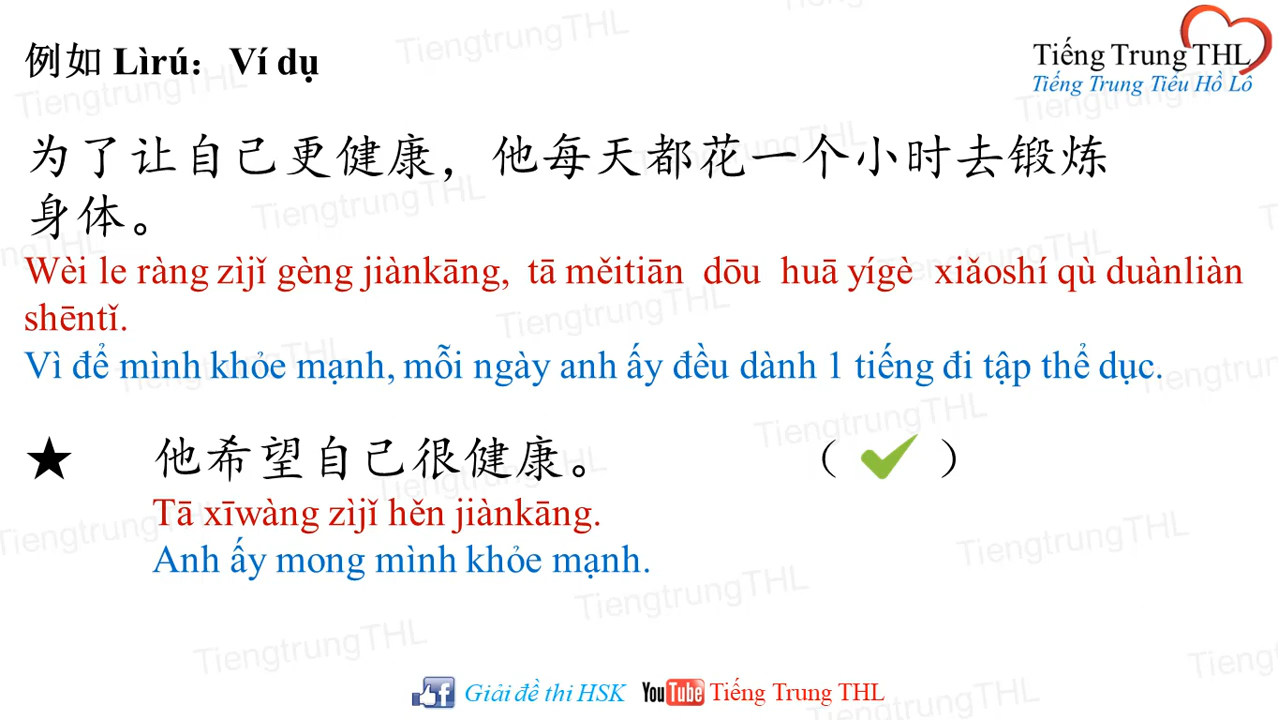 例如 Lìrú：Ví dụ
Tiếng Trung THL
Tiếng Trung Tiểu Hồ Lô
为了让自己更健康，他每天都花一个小时去锻炼
身体。
Wèi le ràng zìjǐ gèng jiànkāng, tā měitiān dōu huā yígè xiǎoshí qù duànliàn
shēntǐ.
Vì để mình khỏe mạnh, mỗi ngày anh ấy đều dành 1 tiếng đi tập thể dục.
★ 他希望自己很健康。 （ ✔ ）
Tā xīwàng zìjǐ hěn jiànkāng.
Anh ấy mong mình khỏe mạnh.
Giải đề thi HSK YouTube Tiếng Trung THL
TiengtrungTHL